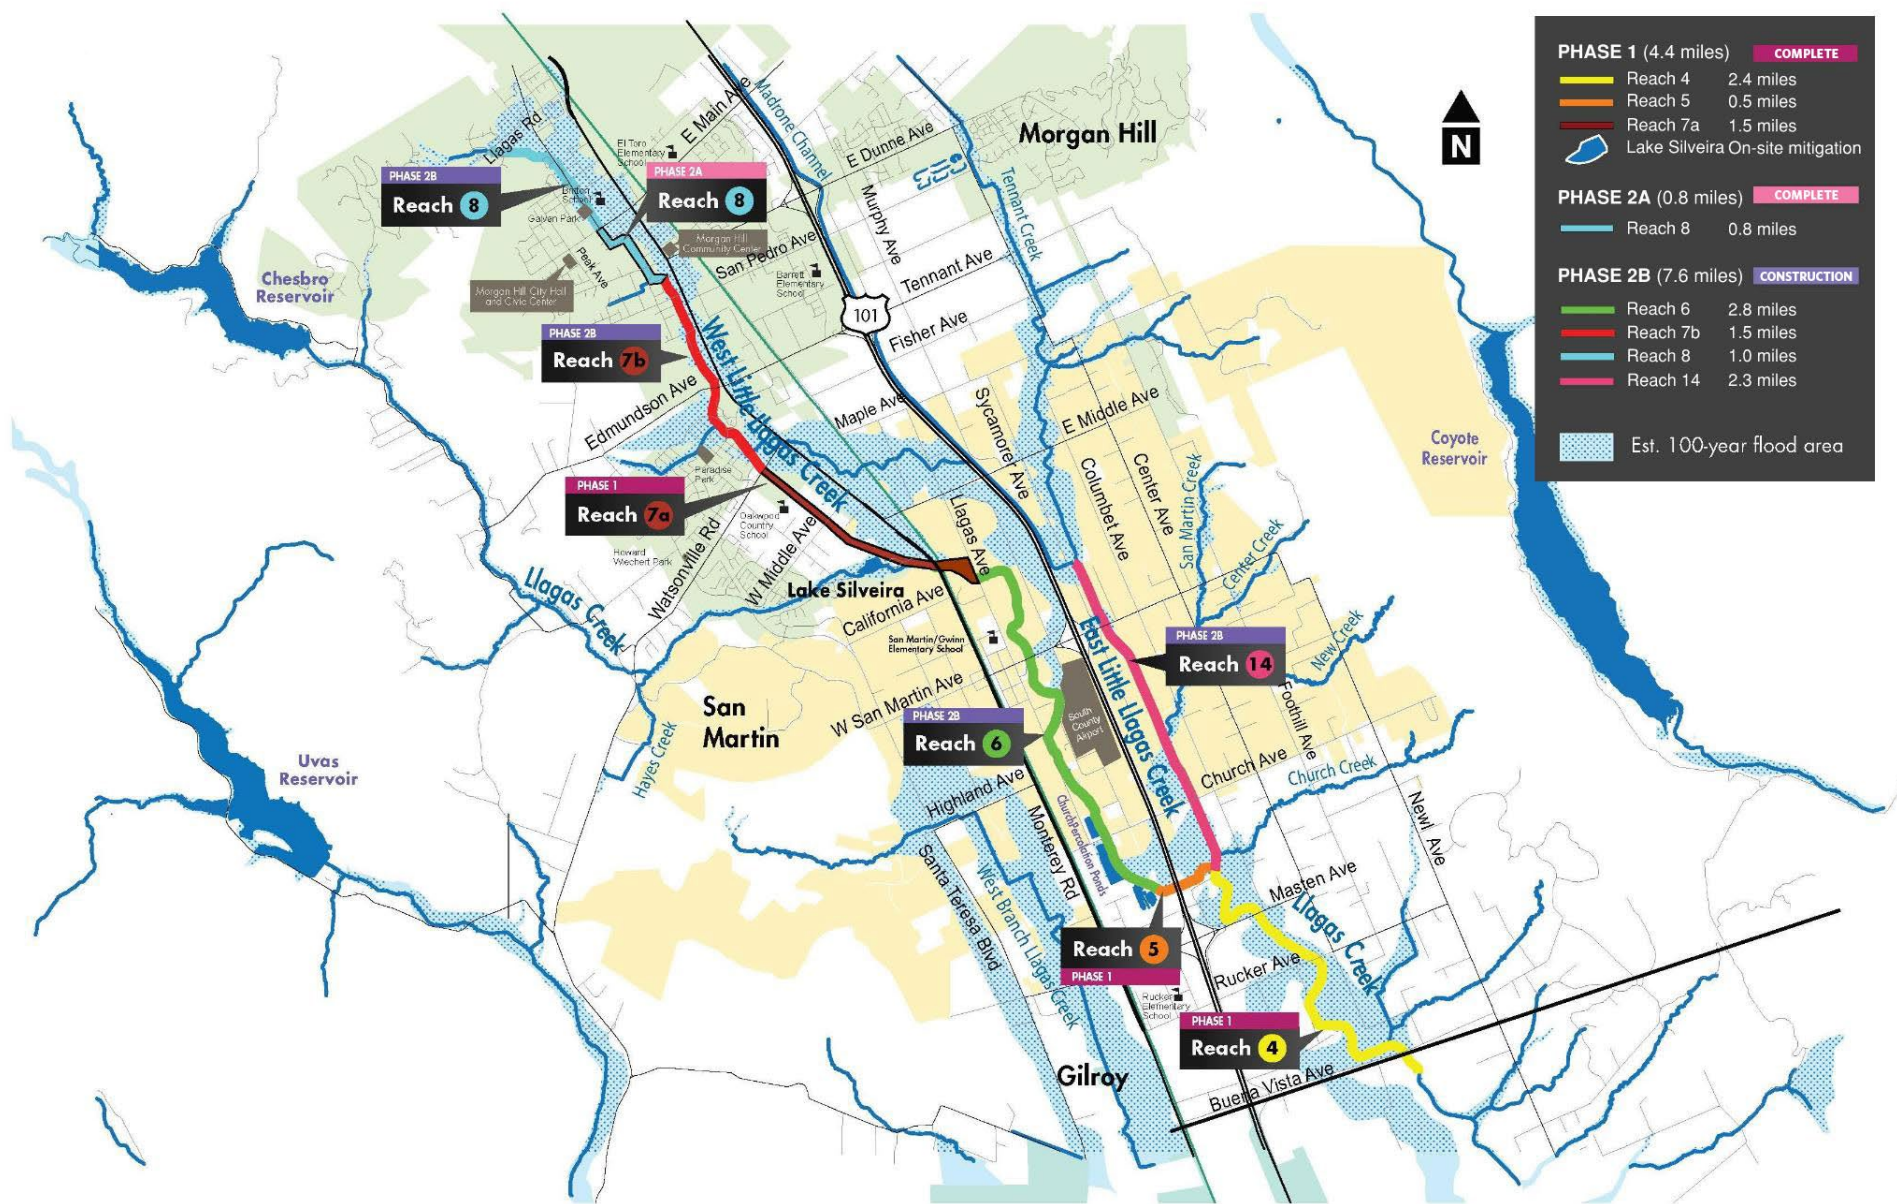 PHASE 1 (4.4 miles) COMPLETE
Reach 4 2.4 miles
Reach 5 0.5 miles
Reach 7a 1.5 miles
Lake Silveira On-site mitigation
PHASE 2A (0.8 miles) COMPLETE
Reach 8 0.8 miles
PHASE 2B (7.6 miles) CONSTRUCTION
Reach 6 2.8 miles
Reach 7b 1.5 miles
Reach 8 1.0 miles
Reach 14 2.3 miles
Est. 100-year flood area
N
Morgan Hill
Llagas Rd
El Toro
Elementary
School
E Main Ave
Madrone Channel
E Dunne Ave
PHASE 2B
Reach 8
Britton
School
Galvan Park
PHASE 2A
Reach 8
Morgan Hill
Community Center
Murphy Ave
Tennant Creek
San Pedro Ave
Peak Ave
Barrett
Elementary
School
Tennant Ave
Morgan Hill City Hall
and Civic Center
Chesbro
Reservoir
101
Fisher Ave
PHASE 2B
Reach 7b
West Little Llagas Creek
Edmundson Ave
Maple Ave
Sycamorer Ave
E Middle Ave
Coyote
Reservoir
Paradise
Park
PHASE 1
Reach 7a
Oakwood
Country
School
Columbet Ave
Center Ave
San Martin Creek
Center Creek
Llagas Ave
Howard
Wiechert Park
Watsonville Rd
W Middle Ave
Llagas Creek
Lake Silveira
California Ave
San Martin/Gwinn
Elementary School
East Little Llagas Creek
PHASE 2B
Reach 14
New Creek
San
Martin
W San Martin Ave
PHASE 2B
Reach 6
South
County
Airport
Foothill Ave
Uvas
Reservoir
Hayes Creek
Highland Ave
Church Ave
Church Creek
Church Percolation Ponds
Monterey Rd
Newl Ave
Santa Teresa Blvd
West Branch Llagas Creek
Masten Ave
Llagas Creek
Reach 5
PHASE 1
Rucker Ave
Rucker
Elementary
School
PHASE 1
Reach 4
Gilroy
Buena Vista Ave